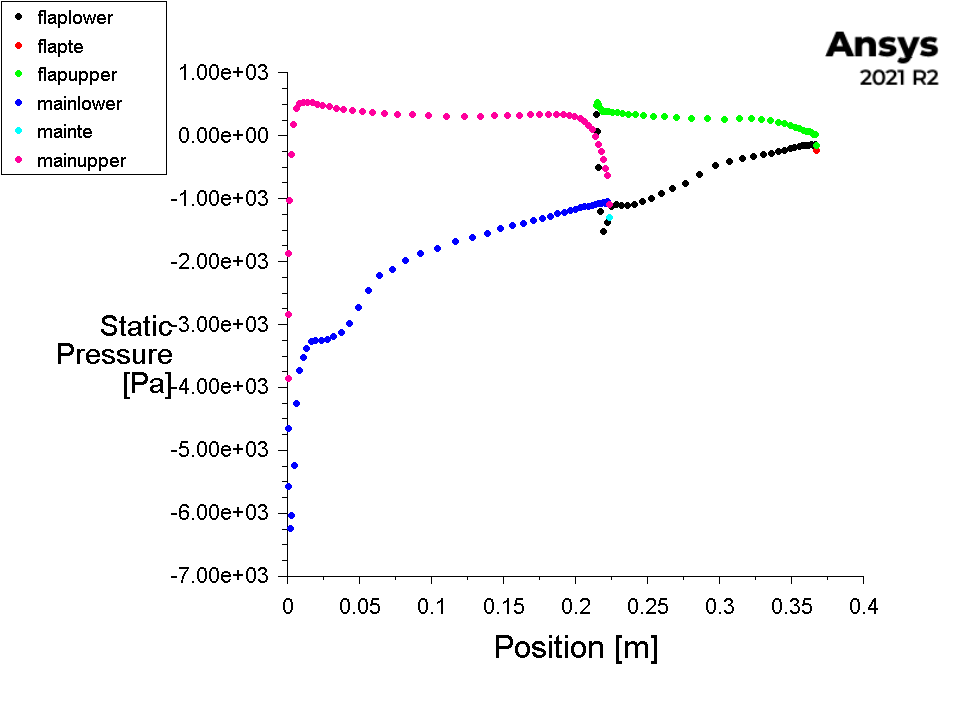 flaplower
flapte
flapupper
mainlower
mainte
mainupper
Ansys
2021 R2
1.00e+03
0.00e+00
-1.00e+03
-2.00e+03
-3.00e+03
-4.00e+03
-5.00e+03
-6.00e+03
-7.00e+03
Static
Pressure
[Pa]
0 0.05 0.1 0.15 0.2 0.25 0.3 0.35 0.4
Position [m]